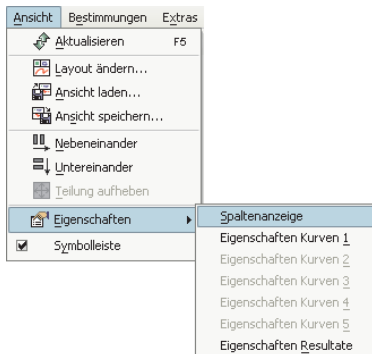 Ansicht Bestimmungen Extras
Aktualisieren F5
Layout ändern...
Ansicht laden...
Ansicht speichern...
Nebeneinander
Untereinander
Teilung aufheben
Eigenschaften
Symbolleiste
Spaltenanzeige
Eigenschaften Kurven 1
Eigenschaften Kurven 2
Eigenschaften Kurven 3
Eigenschaften Kurven 4
Eigenschaften Kurven 5
Eigenschaften Resultate